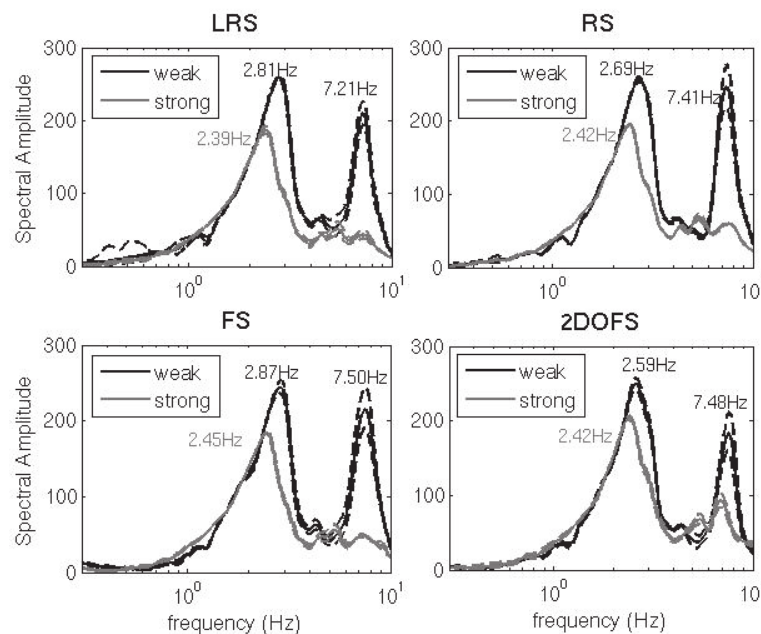 LRS
300
200
100
0
Spectral Amplitude
weak
strong
2.81Hz
7.21Hz
2.39Hz
10^0
10^1
RS
300
200
100
0
weak
strong
2.69Hz
7.41Hz
2.42Hz
10^0
10
FS
300
200
100
0
Spectral Amplitude
weak
strong
2.87Hz
7.50Hz
2.45Hz
10^0
10^1
frequency (Hz)
2DOFS
300
200
100
0
weak
strong
2.59Hz
7.48Hz
2.42Hz
10^0
10
frequency (Hz)